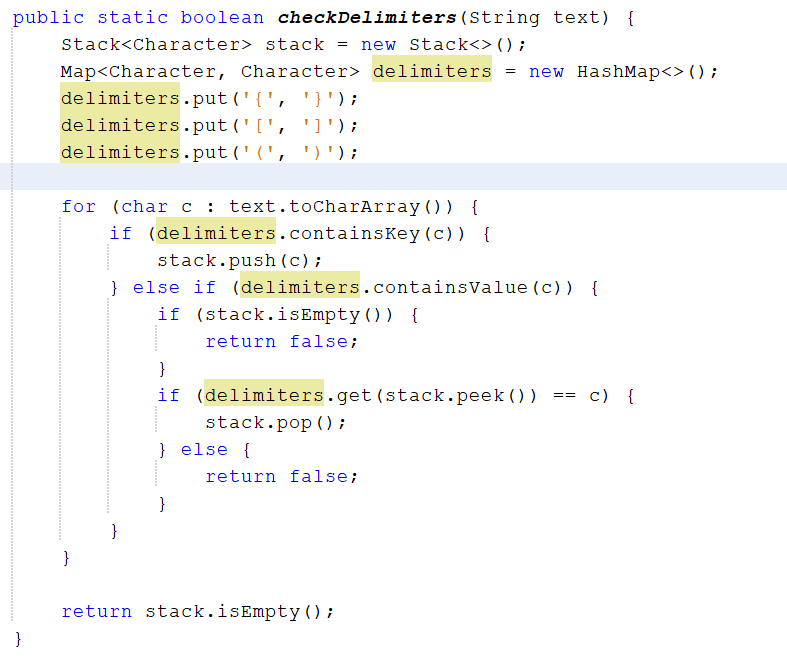 public static boolean checkDelimiters(String text) {
    Stack<Character> stack = new Stack<>();
    Map<Character, Character> delimiters = new HashMap<>();
    delimiters.put('{', '}');
    delimiters.put('[', ']');
    delimiters.put('(', ')');

    for (char c : text.toCharArray()) {
        if (delimiters.containsKey(c)) {
            stack.push(c);
        } else if (delimiters.containsValue(c)) {
            if (stack.isEmpty()) {
                return false;
            }
            if (delimiters.get(stack.peek()) == c) {
                stack.pop();
            } else {
                return false;
            }
        }
    }

    return stack.isEmpty();
}